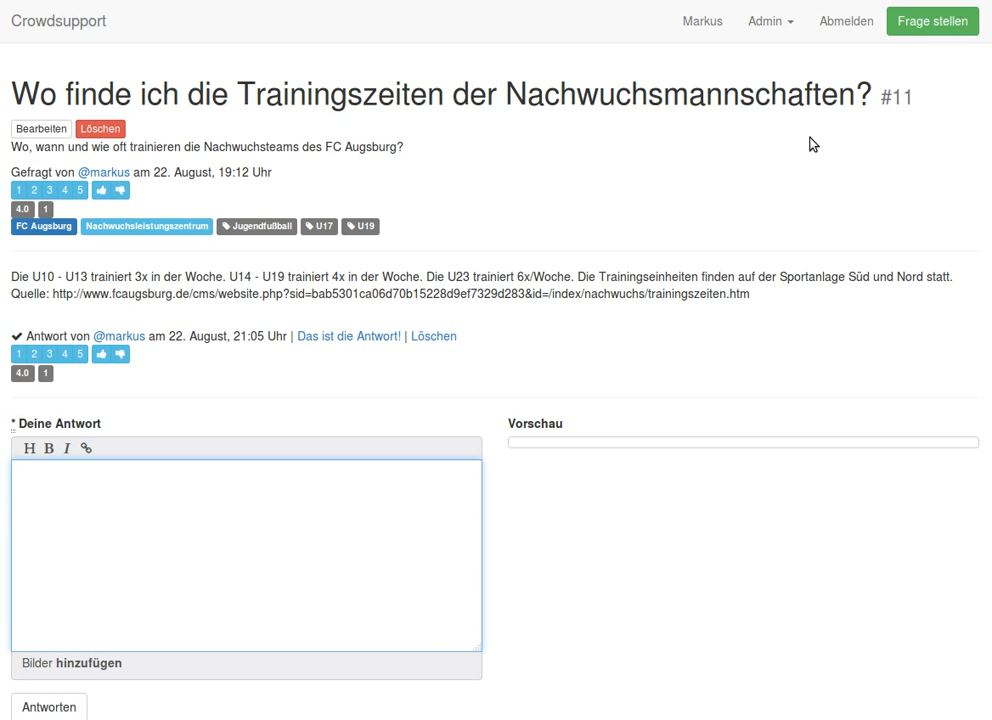 Crowdsupport Markus Admin Abmelden Frage stellen
Wo finde ich die Trainingszeiten der Nachwuchsmannschaften? #11
Bearbeiten Löschen
Wo, wann und wie oft trainieren die Nachwuchsteams des FC Augsburg?
Gefragt von @markus am 22. August, 19:12 Uhr
1 2 3 4 5
4.0 1
FC Augsburg Nachwuchsleistungszentrum Jugendfußball U17 U19
Die U10 - U13 trainiert 3x in der Woche. U14 - U19 trainiert 4x in der Woche. Die U23 trainiert 6x/Woche. Die Trainingseinheiten finden auf der Sportanlage Süd und Nord statt.
Quelle: http://www.fcaugsburg.de/cms/website.php?sid=bab5301ca06d70b15228d9ef7329d283&id=/index/nachwuchs/trainingszeiten.htm
Antwort von @markus am 22. August, 21:05 Uhr | Das ist die Antwort! | Löschen
1 2 3 4 5
4.0 1
* Deine Antwort Vorschau
H B I
Bilder hinzufügen
Antworten